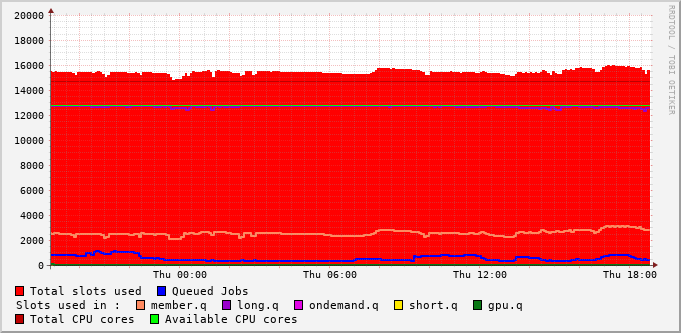 20000
18000
16000
14000
12000
10000
8000
6000
4000
2000
0
Thu 00:00 Thu 06:00 Thu 12:00 Thu 18:00
RRDTOOL / TOBI OETIKER
Total slots used Queued Jobs
Slots used in : member.q long.q ondemand.q short.q gpu.q
Total CPU cores Available CPU cores